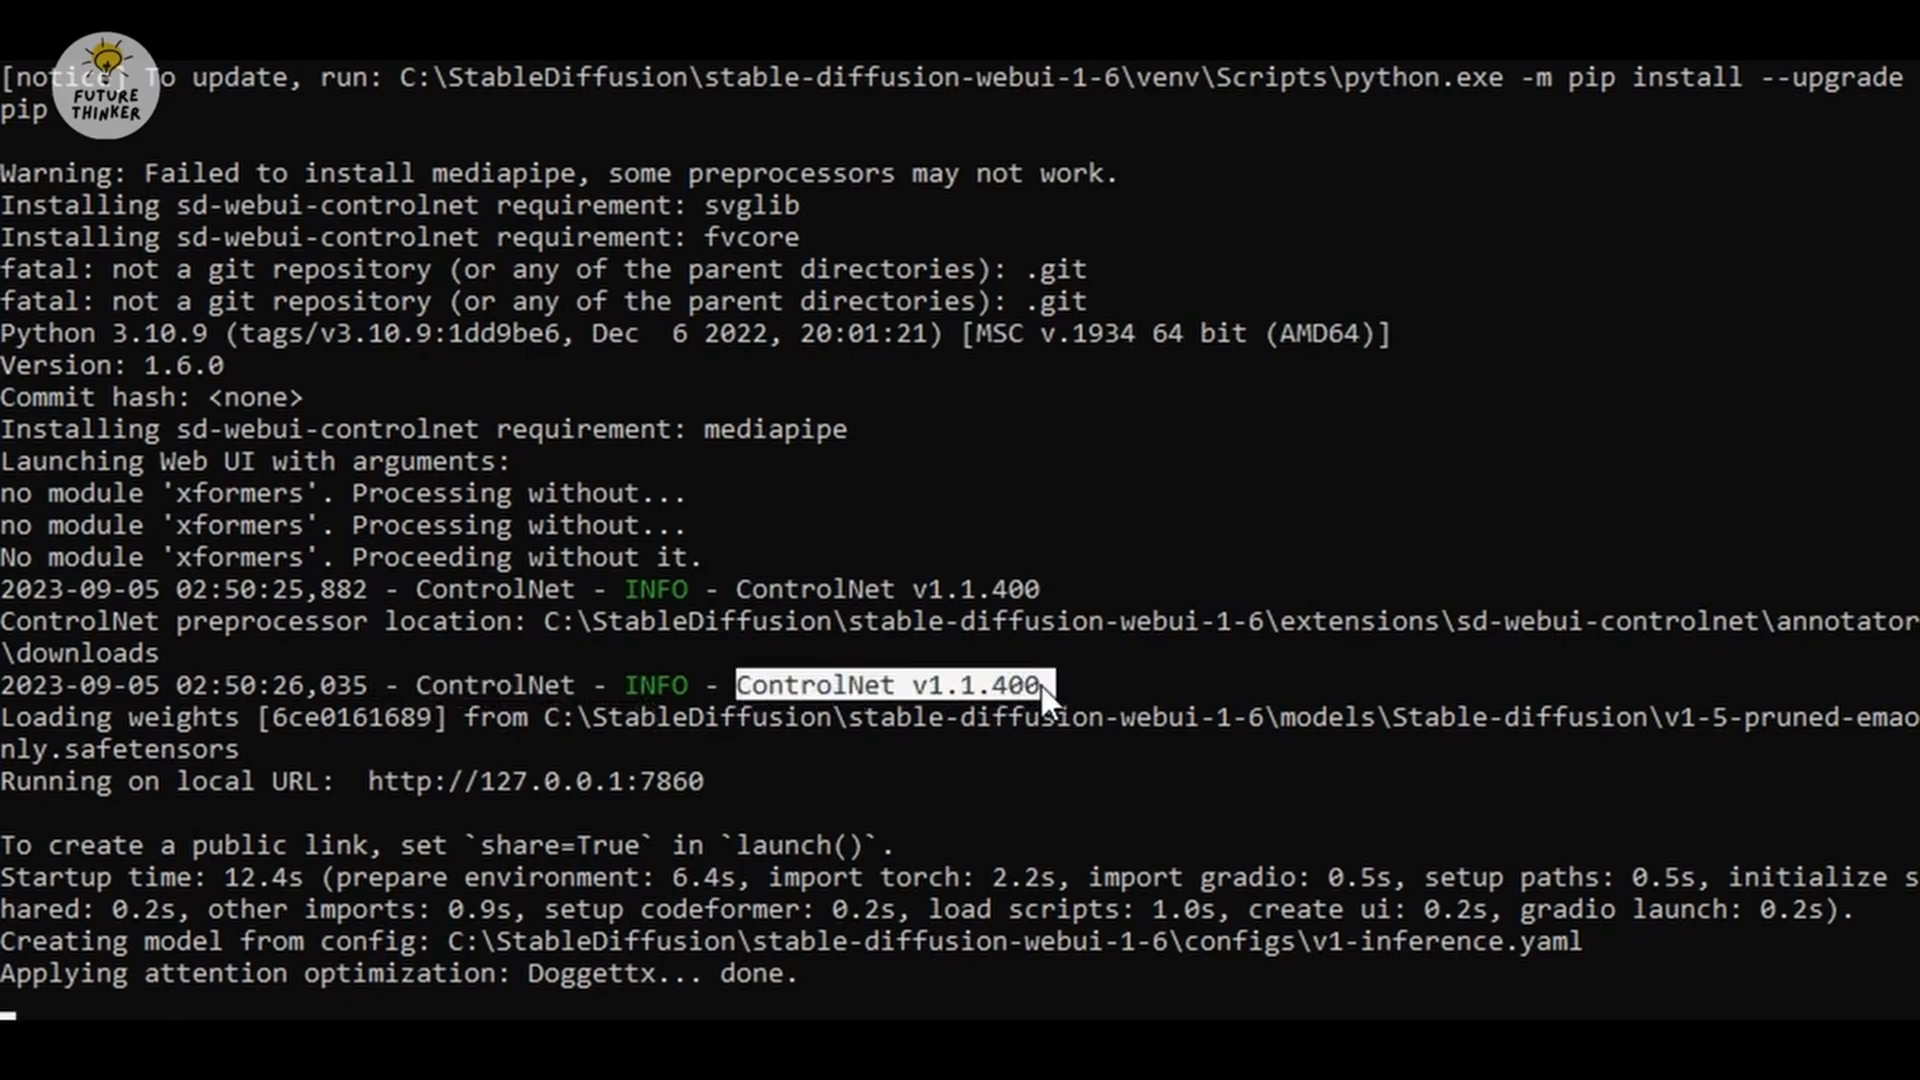 [notice] To update, run: C:\StableDiffusion\stable-diffusion-webui-1-6\venv\Scripts\python.exe -m pip install --upgrade
pip
FUTURE
THINKER
Warning: Failed to install mediapipe, some preprocessors may not work.
Installing sd-webui-controlnet requirement: svglib
Installing sd-webui-controlnet requirement: fvcore
fatal: not a git repository (or any of the parent directories): .git
fatal: not a git repository (or any of the parent directories): .git
Python 3.10.9 (tags/v3.10.9:1dd9be6, Dec  6 2022, 20:01:21) [MSC v.1934 64 bit (AMD64)]
Version: 1.6.0
Commit hash: <none>
Installing sd-webui-controlnet requirement: mediapipe
Launching Web UI with arguments:
no module 'xformers'. Processing without...
no module 'xformers'. Processing without...
No module 'xformers'. Proceeding without it.
2023-09-05 02:50:25,882 - ControlNet - INFO - ControlNet v1.1.400
ControlNet preprocessor location: C:\StableDiffusion\stable-diffusion-webui-1-6\extensions\sd-webui-controlnet\annotator
\downloads
2023-09-05 02:50:26,035 - ControlNet - INFO - ControlNet v1.1.400
Loading weights [6ce0161689] from C:\StableDiffusion\stable-diffusion-webui-1-6\models\Stable-diffusion\v1-5-pruned-emao
nly.safetensors
Running on local URL:  http://127.0.0.1:7860
To create a public link, set `share=True` in `launch()`.
Startup time: 12.4s (prepare environment: 6.4s, import torch: 2.2s, import gradio: 0.5s, setup paths: 0.5s, initialize s
hared: 0.2s, other imports: 0.9s, setup codeformer: 0.2s, load scripts: 1.0s, create ui: 0.2s, gradio launch: 0.2s).
Creating model from config: C:\StableDiffusion\stable-diffusion-webui-1-6\configs\v1-inference.yaml
Applying attention optimization: Doggettx... done.